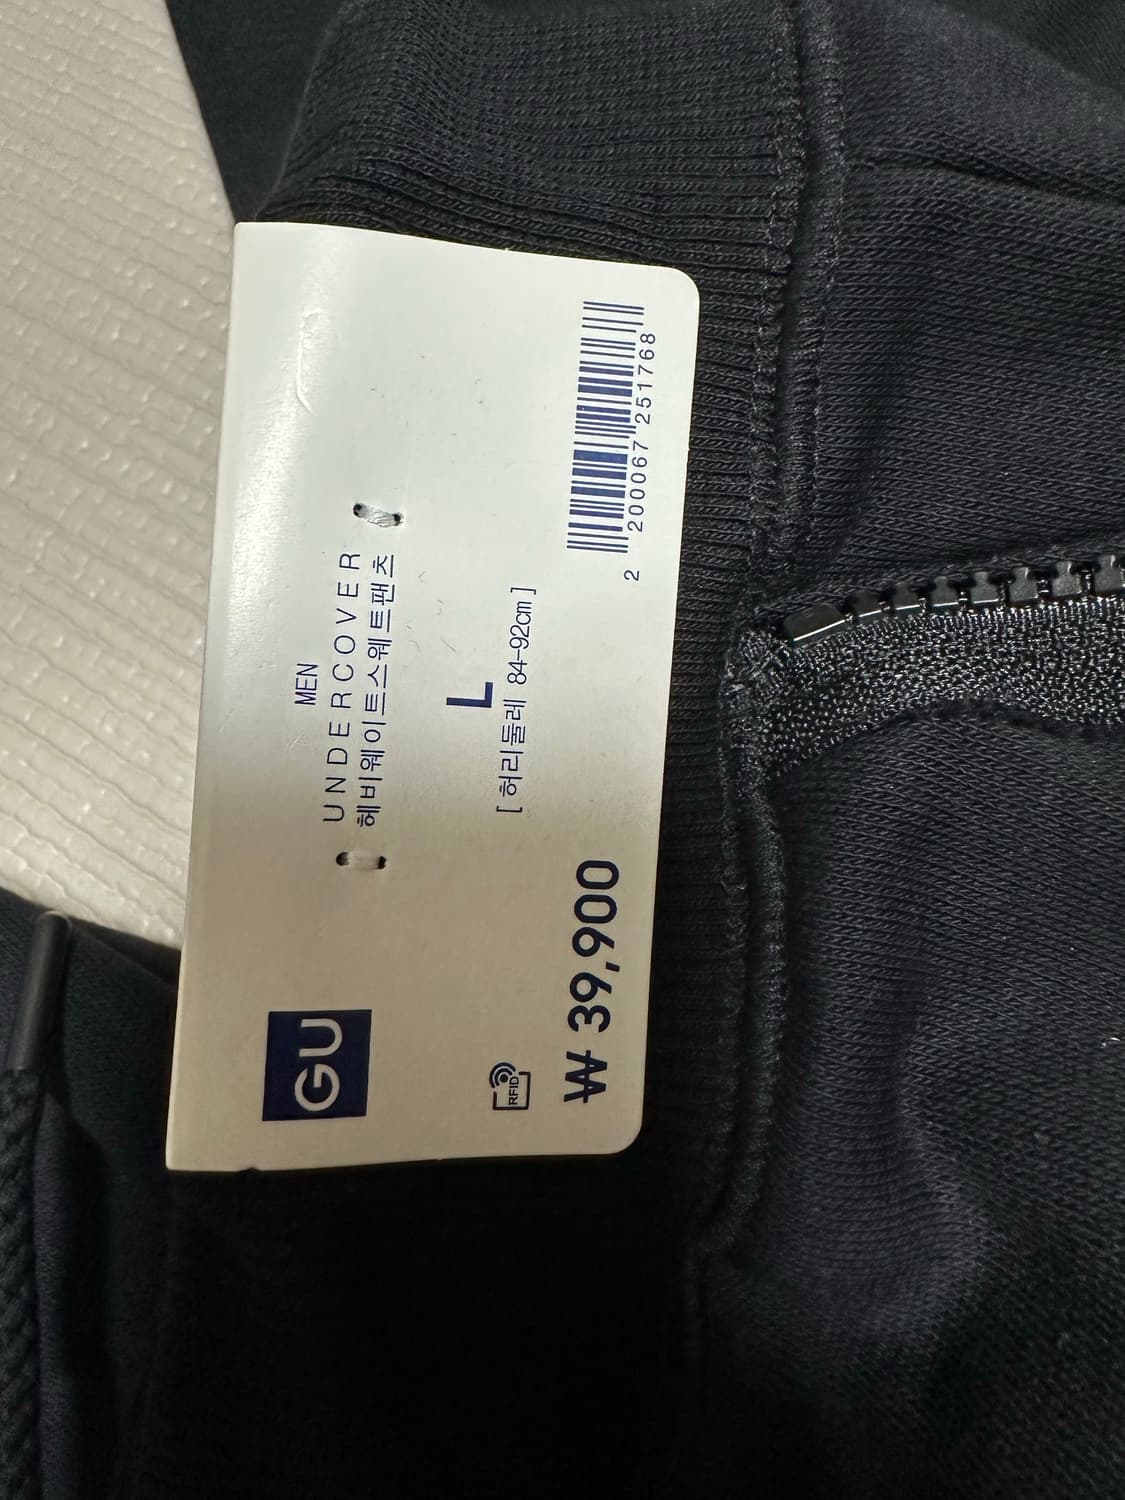 GU
MEN
UNDERCOVER
헤비웨이트스웨트팬츠
L
[ 허리둘레 84-92cm ]
RFID
₩ 39,900
2 200067 251768